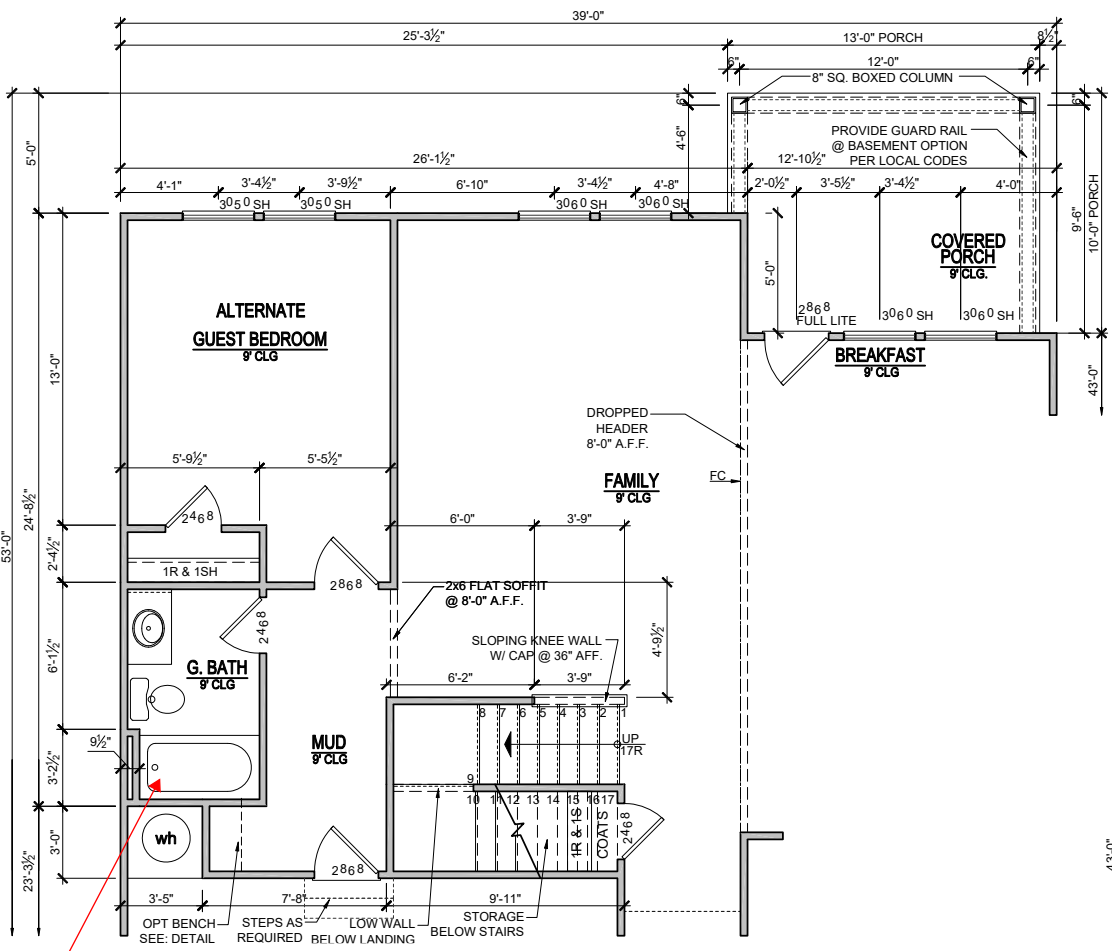 39'-0"
25'-3½"
13'-0" PORCH
8½"
6"
12'-0"
6"
8" SQ. BOXED COLUMN
6"
6"
5'-0"
4'-6"
PROVIDE GUARD RAIL
@ BASEMENT OPTION
PER LOCAL CODES
26'-1½"
12'-10½"
4'-1"
3'-4½"
3'-9½"
6'-10"
3'-4½"
4'-8"
2'-0½"
3'-5½"
3'-4½"
4'-0"
9'-6"
10'-0" PORCH
3050 SH
3050 SH
3060 SH
3060 SH
COVERED
PORCH
9' CLG.
5'-0"
ALTERNATE
GUEST BEDROOM
9' CLG
2868
FULL LITE
3060 SH
3060 SH
BREAKFAST
9' CLG
13'-0"
43'-0"
DROPPED
HEADER
8'-0" A.F.F.
5'-9½"
5'-5½"
FAMILY
9' CLG
FC
53'-0"
24'-8½"
2468
6'-0"
3'-9"
2'-4½"
1R & 1SH
2868
2x6 FLAT SOFFIT
@ 8'-0" A.F.F.
2468
SLOPING KNEE WALL
W/ CAP @ 36" AFF.
4'-9½"
6'-1½"
G. BATH
9' CLG
6'-2"
3'-9"
8 7 6 5 4 3 2 1
9½"
MUD
9' CLG
UP
17R
3'-2½"
9
10 11 12 13 14 15 16 17
wh
1R & 1S
COATS
2468
3'-0"
23'-3½"
2868
43'-0"
3'-5"
7'-8"
9'-11"
OPT BENCH
SEE: DETAIL
STEPS AS
REQUIRED
LOW WALL
BELOW LANDING
STORAGE
BELOW STAIRS